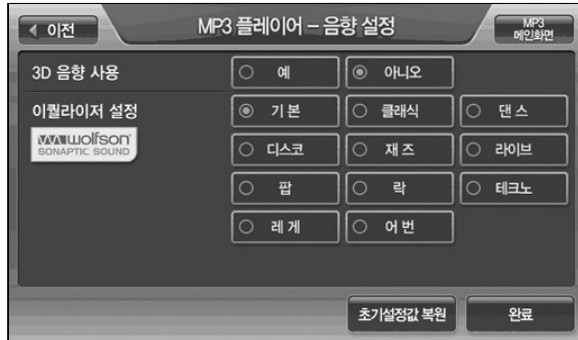 이전
MP3 플레이어 – 음향 설정
MP3
메인화면
3D 음향 사용
예
아니오
이퀄라이저 설정
기본
클래식
댄스
wolfson
SONAPTIC SOUND
디스코
재즈
라이브
팝
락
테크노
레게
어번
초기설정값 복원
완료